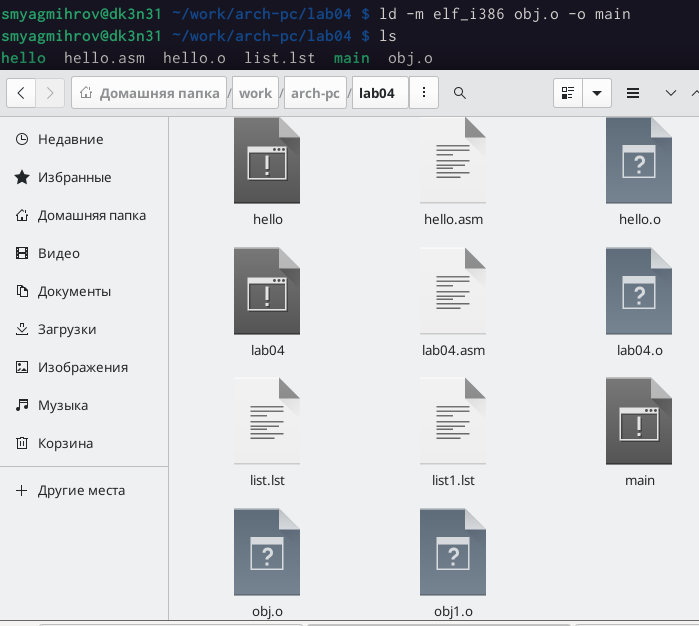 smyagmihrov@dk3n31 ~/work/arch-pc/lab04 $ ld -m elf_i386 obj.o -o main
smyagmihrov@dk3n31 ~/work/arch-pc/lab04 $ ls
hello  hello.asm  hello.o  list.lst  main  obj.o
Домашняя папка / work / arch-pc / lab04
Недавние
Избранные
Домашняя папка
Видео
Документы
Загрузки
Изображения
Музыка
Корзина
Другие места
hello hello.asm hello.o
lab04 lab04.asm lab04.o
list.lst list1.lst main
obj.o obj1.o